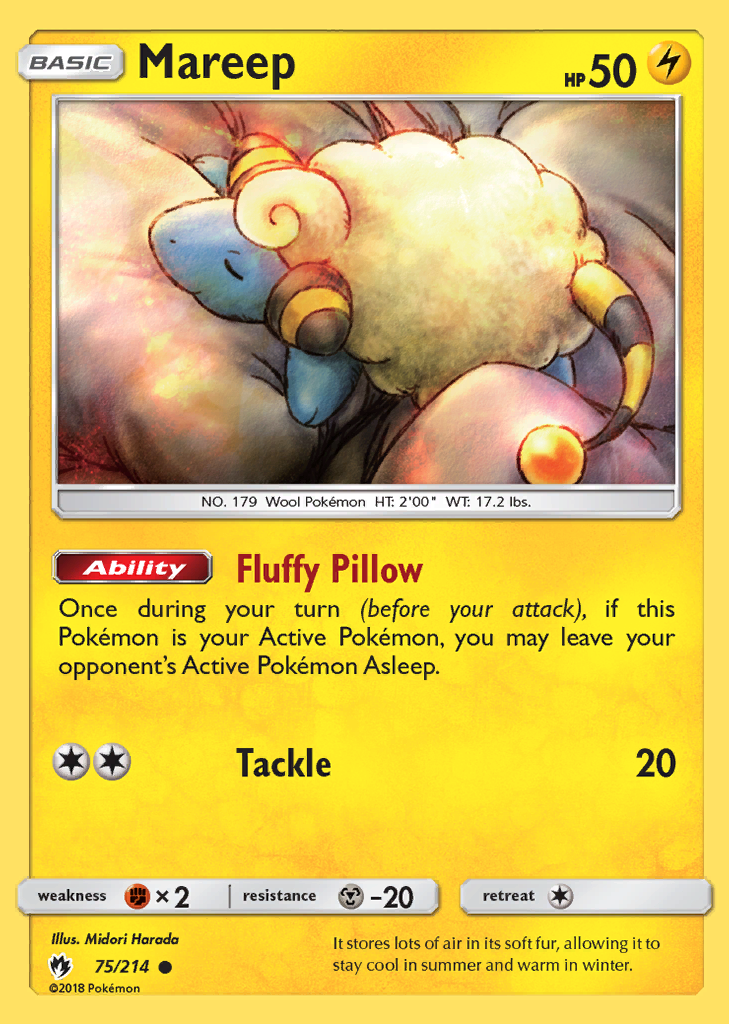 BASIC Mareep HP 50
NO. 179 Wool Pokémon HT: 2'00" WT: 17.2 lbs.
Ability Fluffy Pillow
Once during your turn (before your attack), if this
Pokémon is your Active Pokémon, you may leave your
opponent's Active Pokémon Asleep.
Tackle 20
weakness ×2 resistance -20 retreat
Illus. Midori Harada
75/214
©2018 Pokémon
It stores lots of air in its soft fur, allowing it to
stay cool in summer and warm in winter.